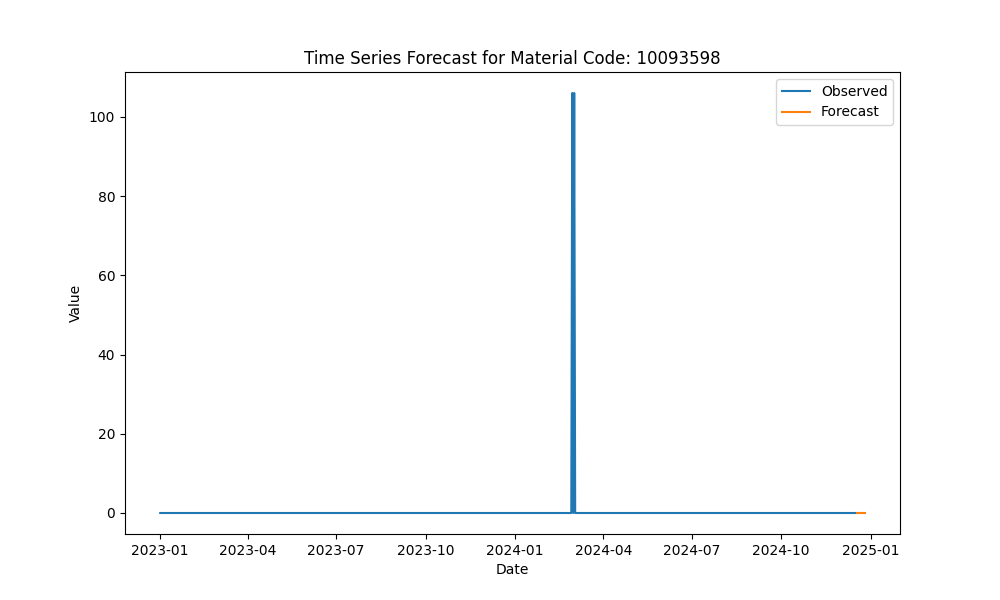 Time Series Forecast for Material Code: 10093598
Observed
Forecast
100
80
60
40
20
0
Value
2023-01 2023-04 2023-07 2023-10 2024-01 2024-04 2024-07 2024-10 2025-01
Date